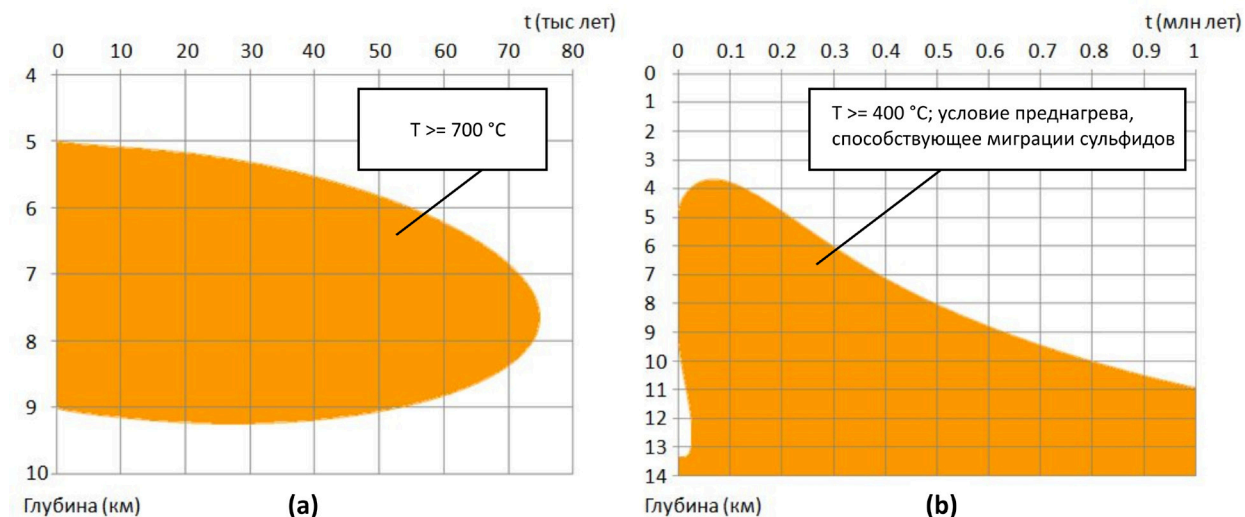 t (тыс лет)
0 10 20 30 40 50 60 70 80
4
5
6
7
8
9
10
T >= 700 °C
Глубина (км)
(a)
t (млн лет)
0 0.1 0.2 0.3 0.4 0.5 0.6 0.7 0.8 0.9 1
0
1
2
3
4
5
6
7
8
9
10
11
12
13
14
T >= 400 °C; условие преднагрева,
способствующее миграции сульфидов
Глубина (км)
(b)